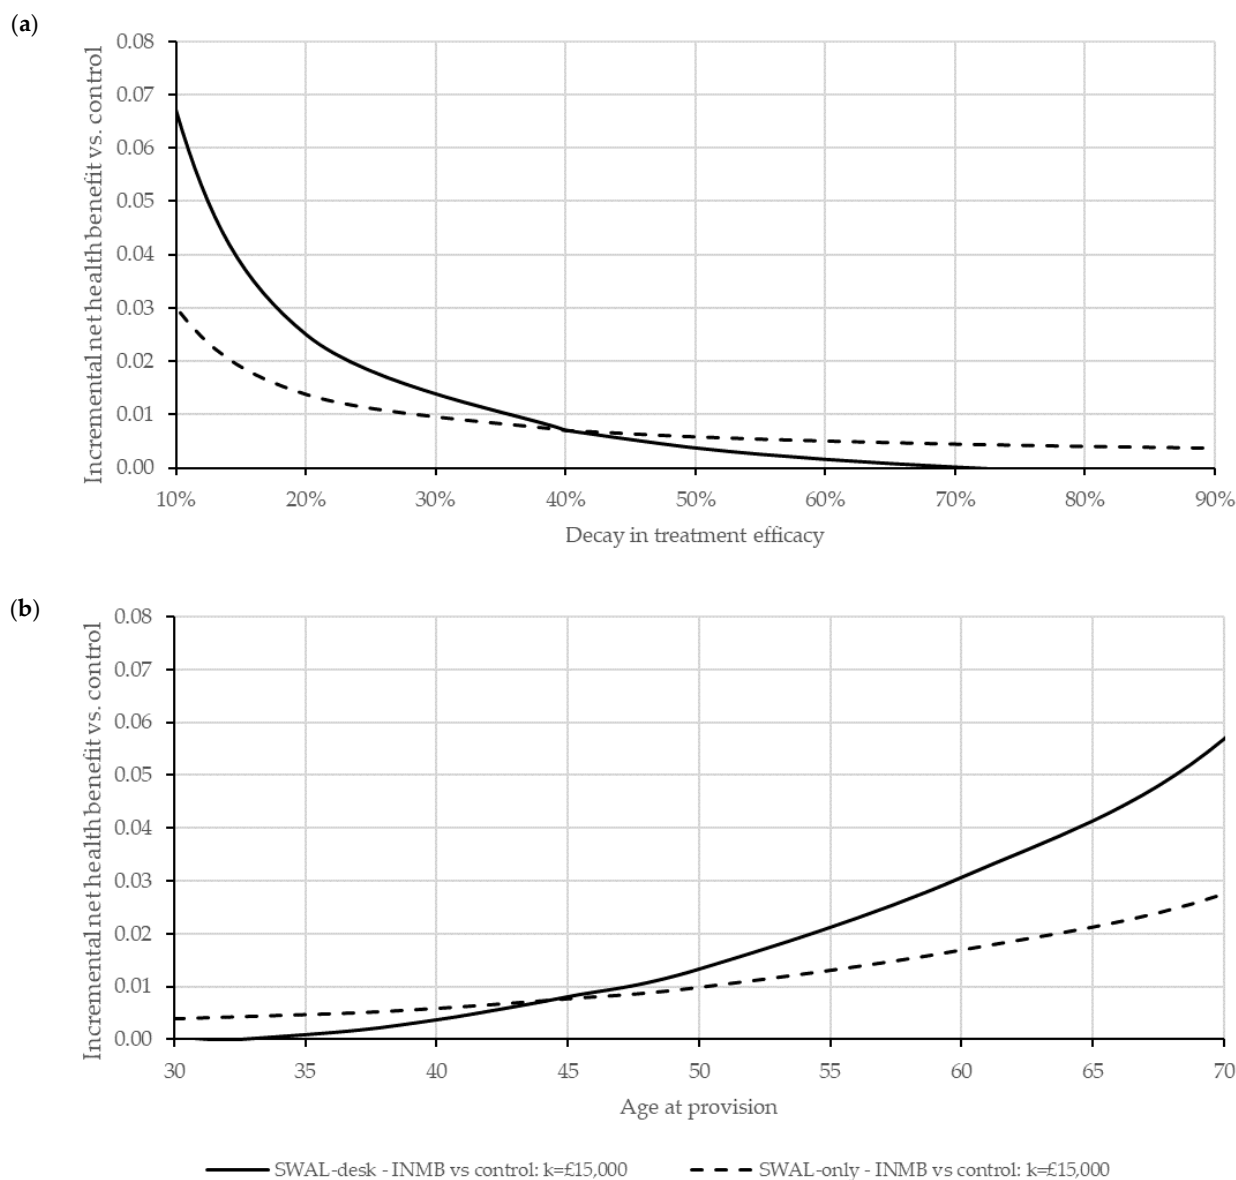 (a)
Incremental net health benefit vs. control
0.08
0.07
0.06
0.05
0.04
0.03
0.02
0.01
0.00
10% 20% 30% 40% 50% 60% 70% 80% 90%
Decay in treatment efficacy
(b)
Incremental net health benefit vs. control
0.08
0.07
0.06
0.05
0.04
0.03
0.02
0.01
0.00
30 35 40 45 50 55 60 65 70
Age at provision
SWAL-desk - INMB vs control: k=£15,000 SWAL-only - INMB vs control: k=£15,000